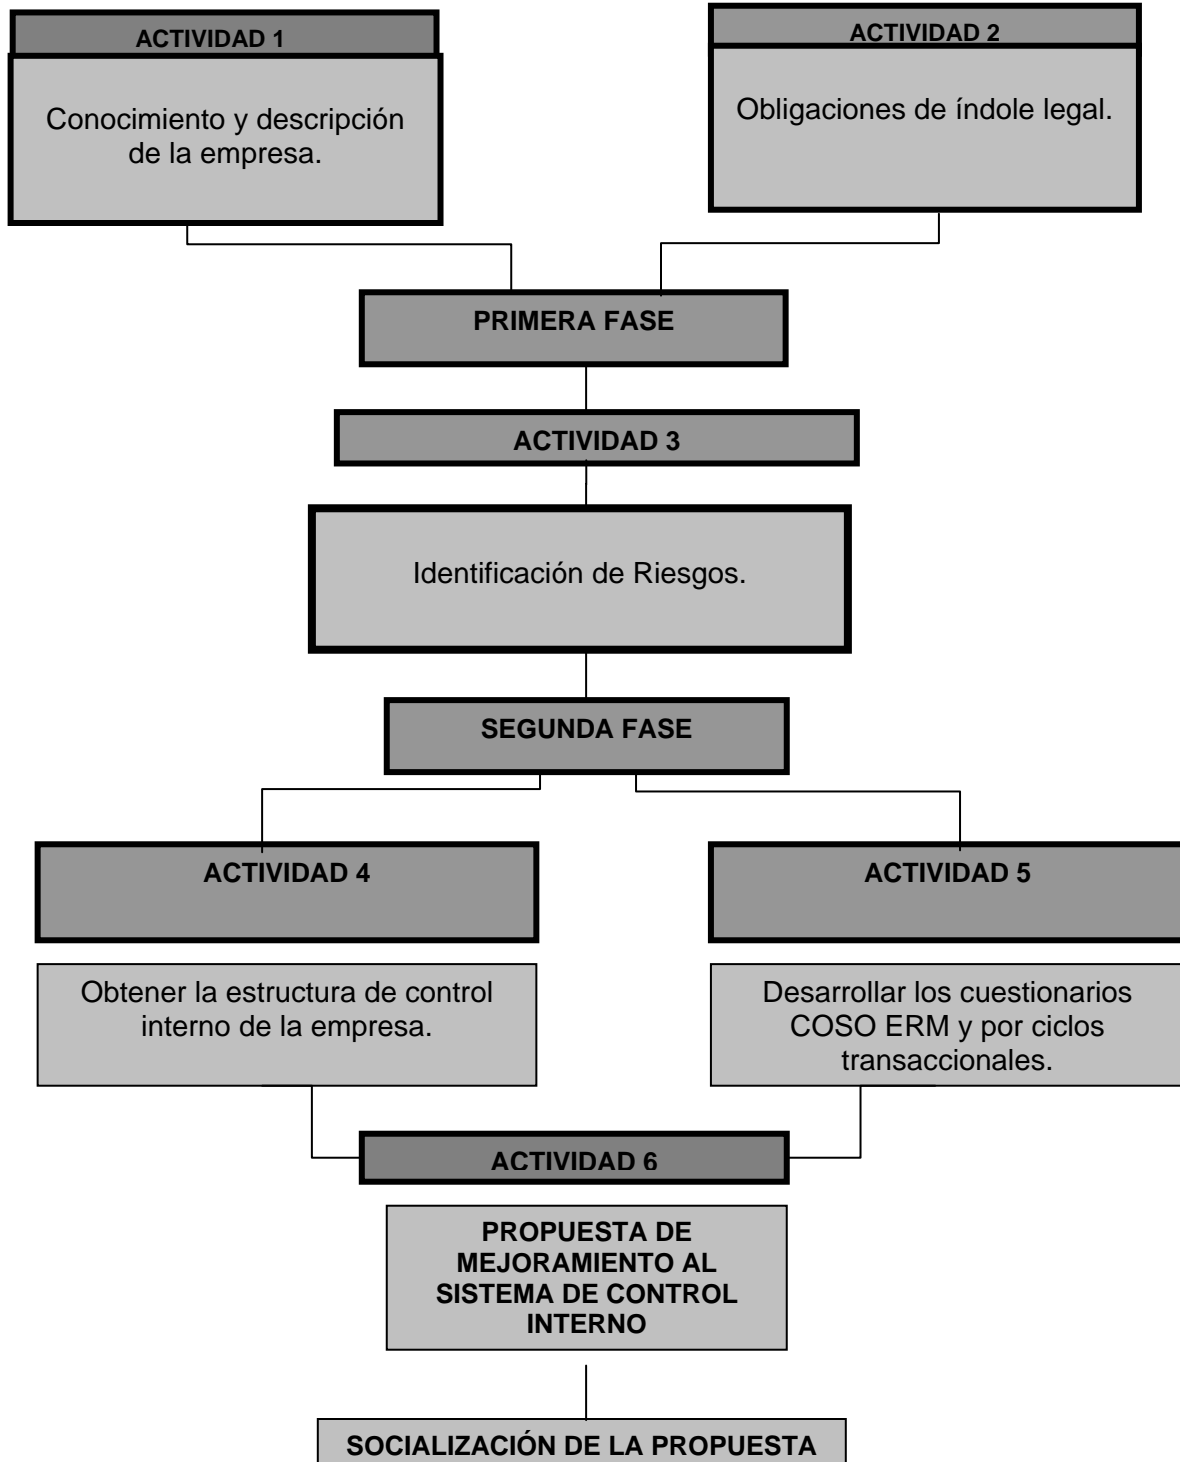 ACTIVIDAD 1
Conocimiento y descripción
de la empresa.
ACTIVIDAD 2
Obligaciones de índole legal.
PRIMERA FASE
ACTIVIDAD 3
Identificación de Riesgos.
SEGUNDA FASE
ACTIVIDAD 4
Obtener la estructura de control
interno de la empresa.
ACTIVIDAD 5
Desarrollar los cuestionarios
COSO ERM y por ciclos
transaccionales.
ACTIVIDAD 6
PROPUESTA DE
MEJORAMIENTO AL
SISTEMA DE CONTROL
INTERNO
SOCIALIZACIÓN DE LA PROPUESTA